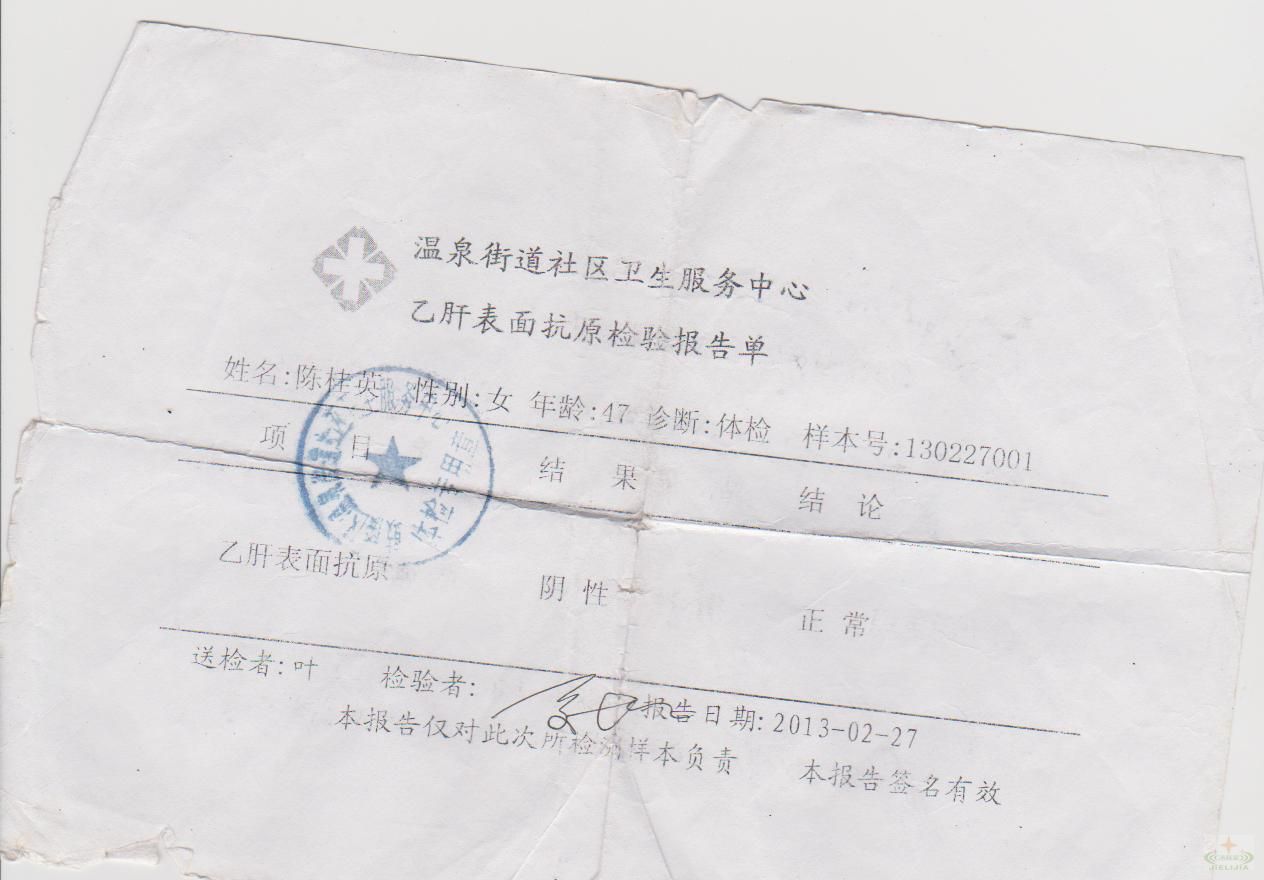 温泉街道社区卫生服务中心
乙肝表面抗原检验报告单
姓名:陈桂英 性别:女 年龄:47 诊断:体检 样本号:130227001
项 目 结 果 结 论
乙肝表面抗原 阴 性 正 常
送检者:叶 检验者: 报告日期:2013-02-27
本报告仅对此次所检测样本负责 本报告签名有效
JIELIJIA